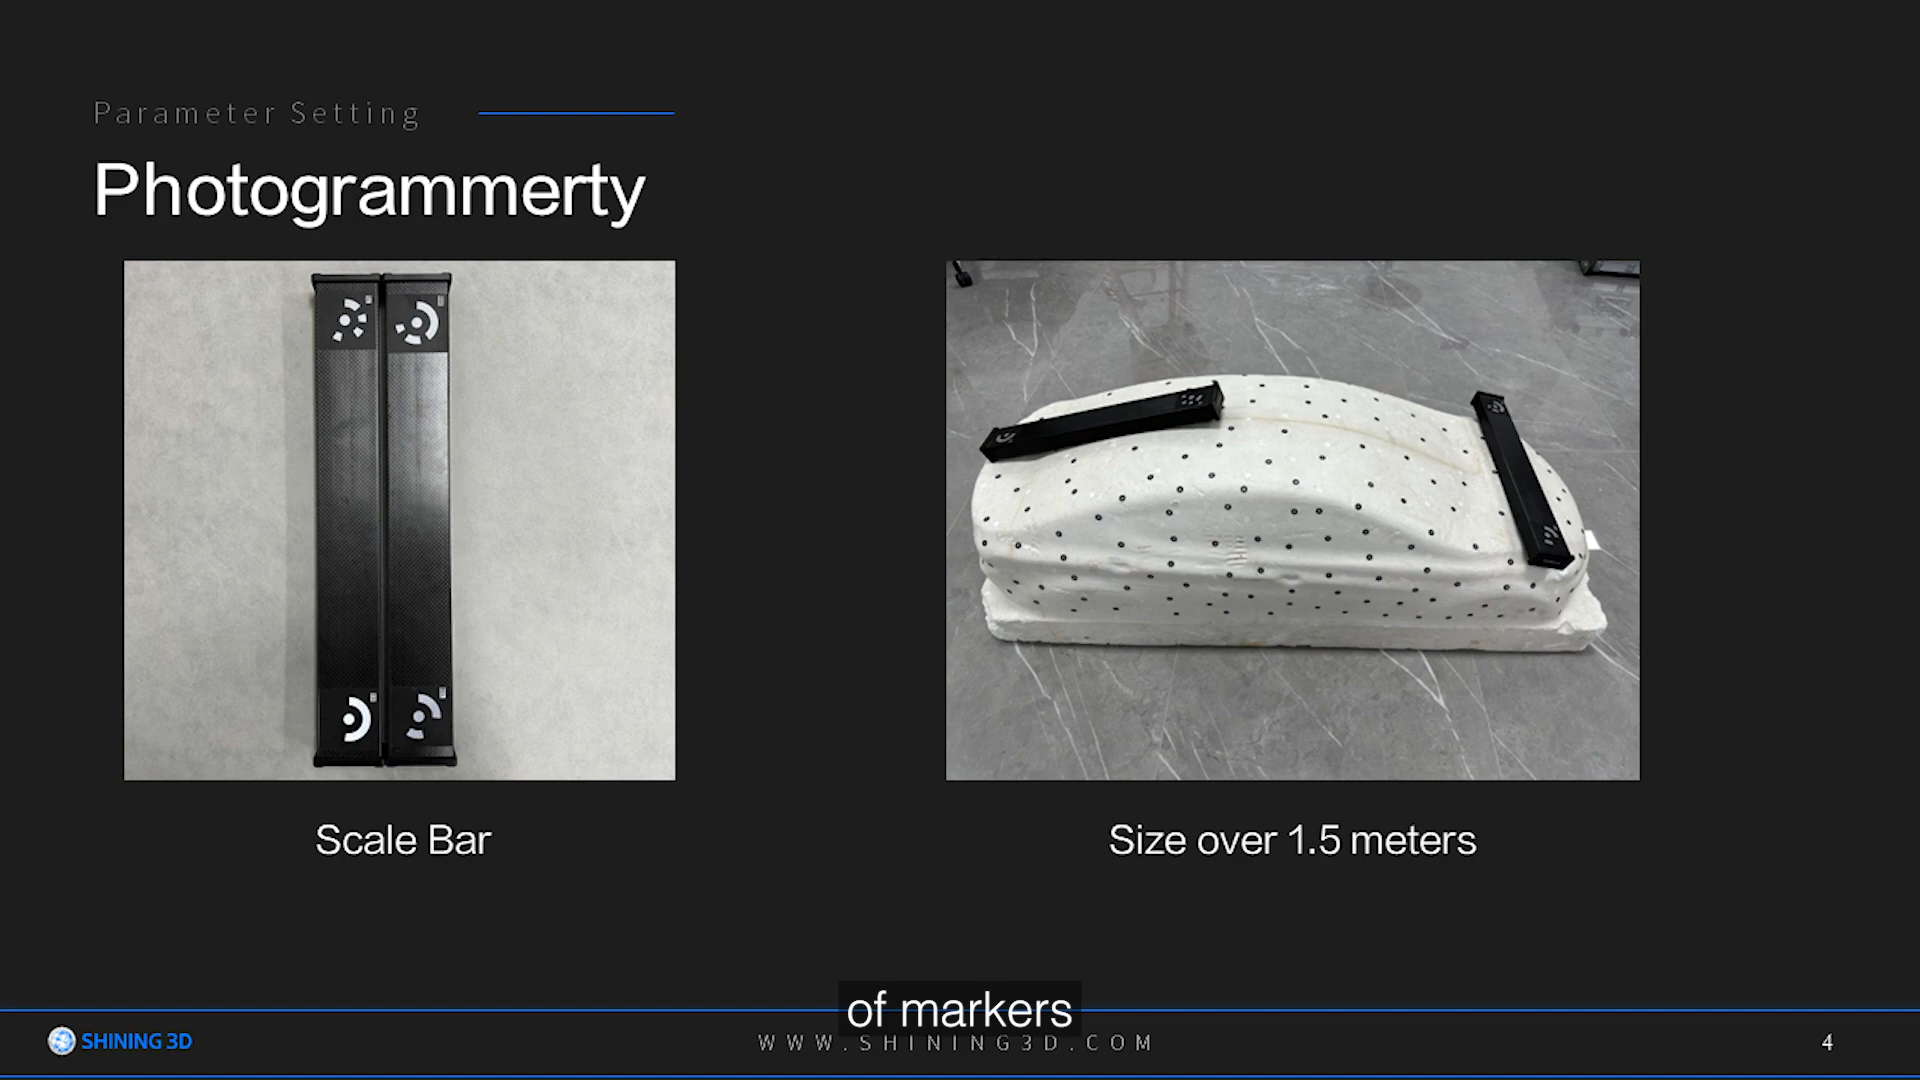 Parameter Setting
Photogrammerty
Scale Bar
Size over 1.5 meters
of markers
SHINING 3D
WWW.SHINING3D.COM
4